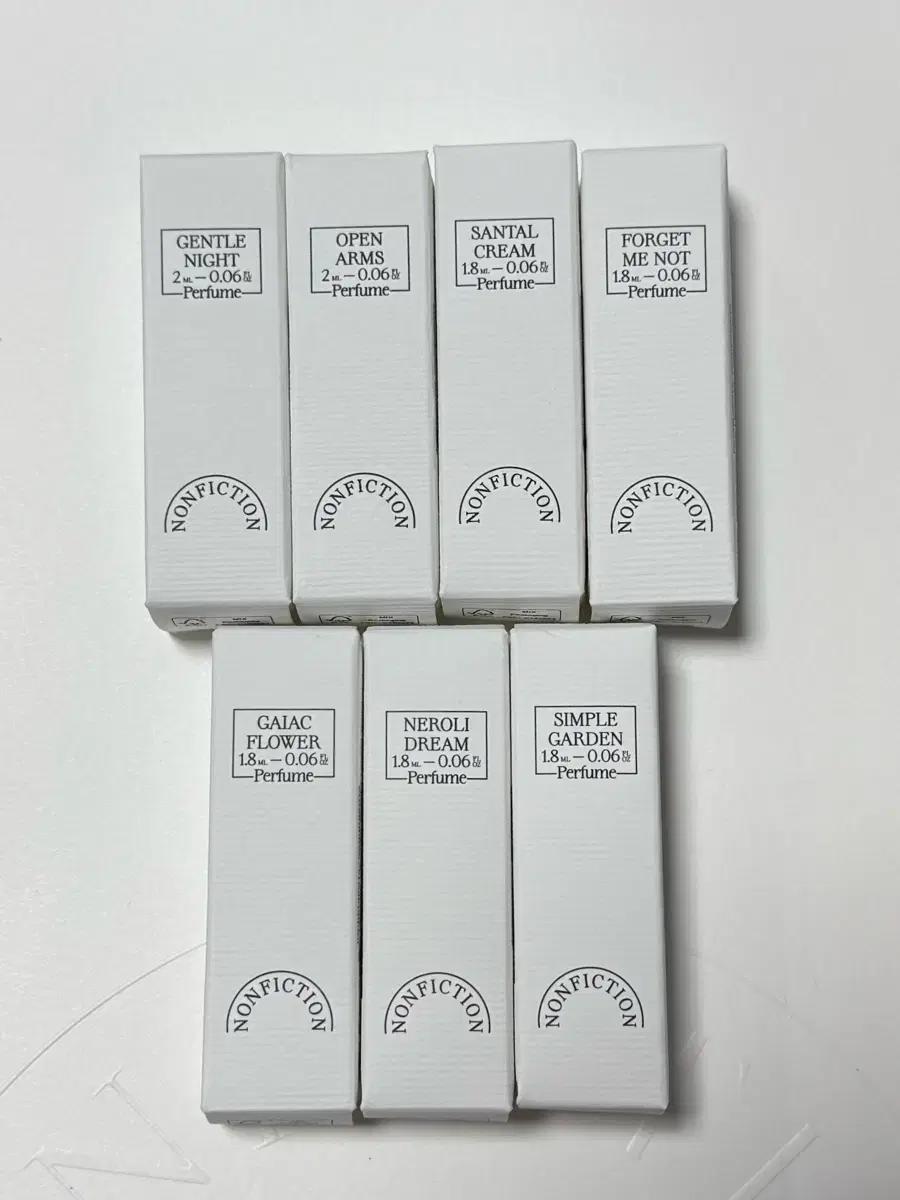 GENTLE
NIGHT
2 ML — 0.06 FL OZ
Perfume
NONFICTION
OPEN
ARMS
2 ML — 0.06 FL OZ
Perfume
NONFICTION
SANTAL
CREAM
1.8 ML — 0.06 FL OZ
Perfume
NONFICTION
FORGET
ME NOT
1.8 ML — 0.06 FL OZ
Perfume
NONFICTION
MIX
GAIAC
FLOWER
1.8 ML — 0.06 FL OZ
Perfume
NONFICTION
NEROLI
DREAM
1.8 ML — 0.06 FL OZ
Perfume
NONFICTION
SIMPLE
GARDEN
1.8 ML — 0.06 FL OZ
Perfume
NONFICTION
N